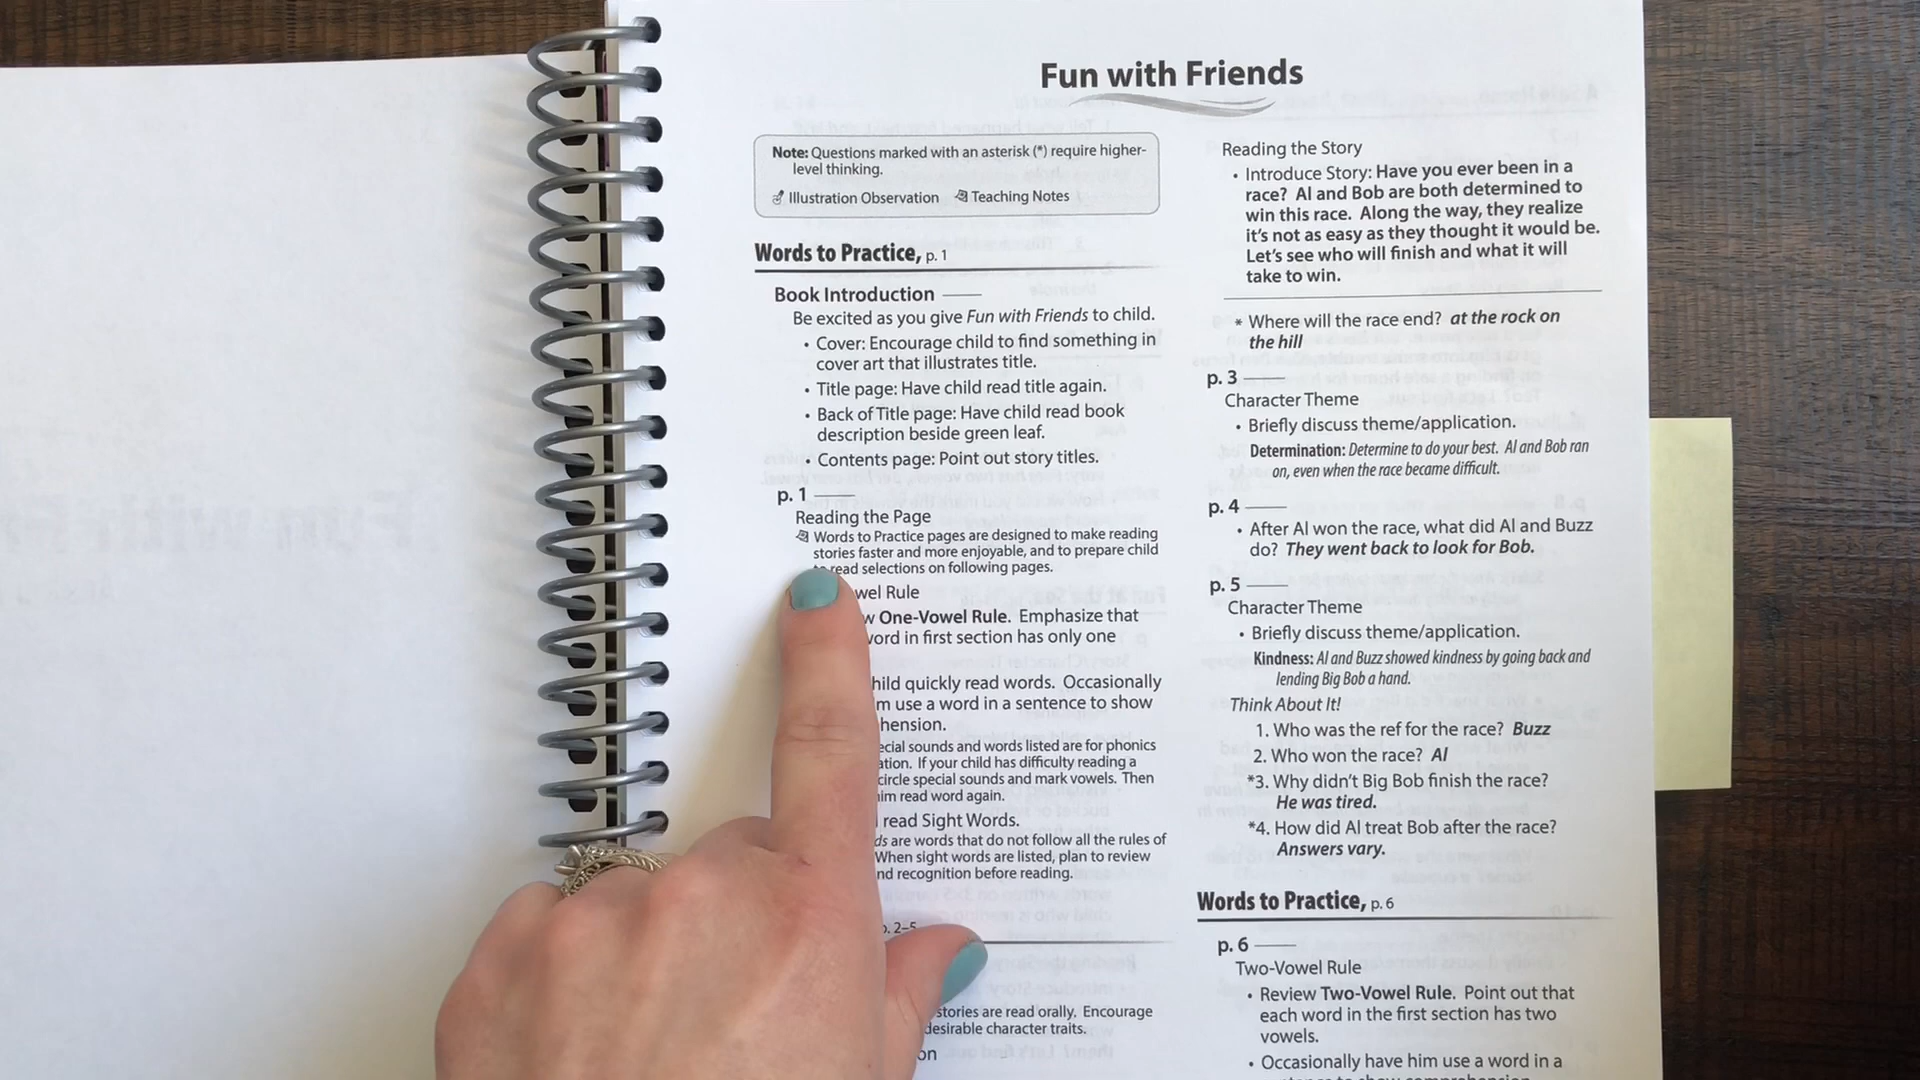 Fun with Friends
Note: Questions marked with an asterisk (*) require higher-
level thinking.
Illustration Observation Teaching Notes
Words to Practice, p. 1
Book Introduction
Be excited as you give Fun with Friends to child.
• Cover: Encourage child to find something in
cover art that illustrates title.
• Title page: Have child read title again.
• Back of Title page: Have child read book
description beside green leaf.
• Contents page: Point out story titles.
p. 1
Reading the Page
Words to Practice pages are designed to make reading
stories faster and more enjoyable, and to prepare child
to read selections on following pages.
wel Rule
w One-Vowel Rule. Emphasize that
word in first section has only one
hild quickly read words. Occasionally
m use a word in a sentence to show
hension.
ecial sounds and words listed are for phonics
ation. If your child has difficulty reading a
circle special sounds and mark vowels. Then
him read word again.
read Sight Words.
ds are words that do not follow all the rules of
When sight words are listed, plan to review
nd recognition before reading.
p. 2–5
stories are read orally. Encourage
desirable character traits.
on
Reading the Story
• Introduce Story: Have you ever been in a
race? Al and Bob are both determined to
win this race. Along the way, they realize
it's not as easy as they thought it would be.
Let's see who will finish and what it will
take to win.
* Where will the race end? at the rock on
the hill
p. 3
Character Theme
• Briefly discuss theme/application.
Determination: Determine to do your best. Al and Bob ran
on, even when the race became difficult.
p. 4
• After Al won the race, what did Al and Buzz
do? They went back to look for Bob.
p. 5
Character Theme
• Briefly discuss theme/application.
Kindness: Al and Buzz showed kindness by going back and
lending Big Bob a hand.
Think About It!
1. Who was the ref for the race? Buzz
2. Who won the race? Al
*3. Why didn't Big Bob finish the race?
He was tired.
*4. How did Al treat Bob after the race?
Answers vary.
Words to Practice, p. 6
p. 6
Two-Vowel Rule
• Review Two-Vowel Rule. Point out that
each word in the first section has two
vowels.
• Occasionally have him use a word in a